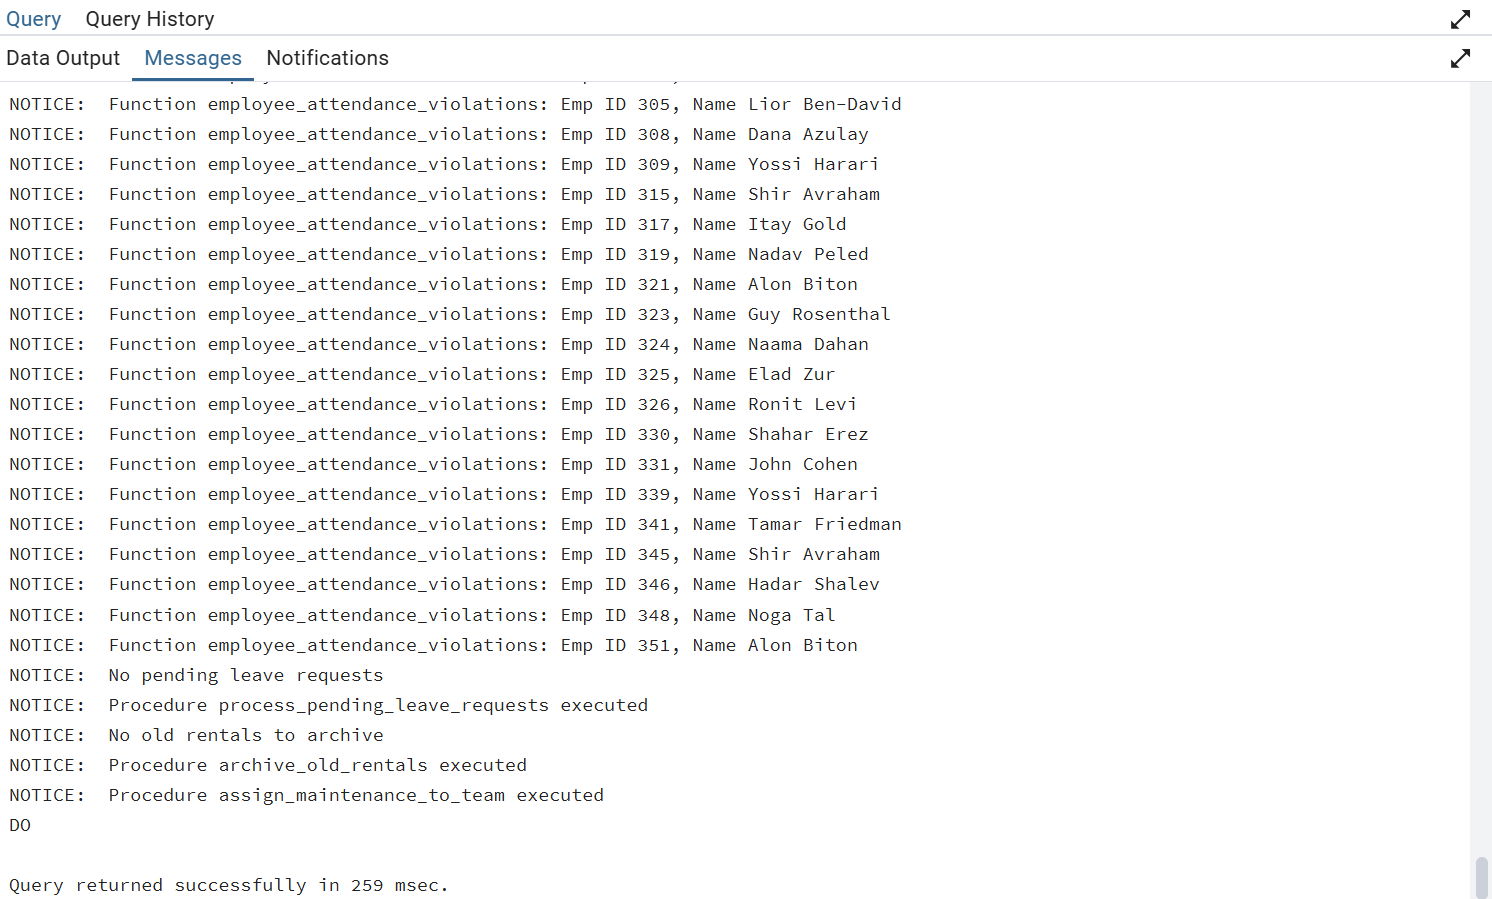 Query Query History
Data Output Messages Notifications
NOTICE:  Function employee_attendance_violations: Emp ID 305, Name Lior Ben-David
NOTICE:  Function employee_attendance_violations: Emp ID 308, Name Dana Azulay
NOTICE:  Function employee_attendance_violations: Emp ID 309, Name Yossi Harari
NOTICE:  Function employee_attendance_violations: Emp ID 315, Name Shir Avraham
NOTICE:  Function employee_attendance_violations: Emp ID 317, Name Itay Gold
NOTICE:  Function employee_attendance_violations: Emp ID 319, Name Nadav Peled
NOTICE:  Function employee_attendance_violations: Emp ID 321, Name Alon Biton
NOTICE:  Function employee_attendance_violations: Emp ID 323, Name Guy Rosenthal
NOTICE:  Function employee_attendance_violations: Emp ID 324, Name Naama Dahan
NOTICE:  Function employee_attendance_violations: Emp ID 325, Name Elad Zur
NOTICE:  Function employee_attendance_violations: Emp ID 326, Name Ronit Levi
NOTICE:  Function employee_attendance_violations: Emp ID 330, Name Shahar Erez
NOTICE:  Function employee_attendance_violations: Emp ID 331, Name John Cohen
NOTICE:  Function employee_attendance_violations: Emp ID 339, Name Yossi Harari
NOTICE:  Function employee_attendance_violations: Emp ID 341, Name Tamar Friedman
NOTICE:  Function employee_attendance_violations: Emp ID 345, Name Shir Avraham
NOTICE:  Function employee_attendance_violations: Emp ID 346, Name Hadar Shalev
NOTICE:  Function employee_attendance_violations: Emp ID 348, Name Noga Tal
NOTICE:  Function employee_attendance_violations: Emp ID 351, Name Alon Biton
NOTICE:  No pending leave requests
NOTICE:  Procedure process_pending_leave_requests executed
NOTICE:  No old rentals to archive
NOTICE:  Procedure archive_old_rentals executed
NOTICE:  Procedure assign_maintenance_to_team executed
DO
Query returned successfully in 259 msec.